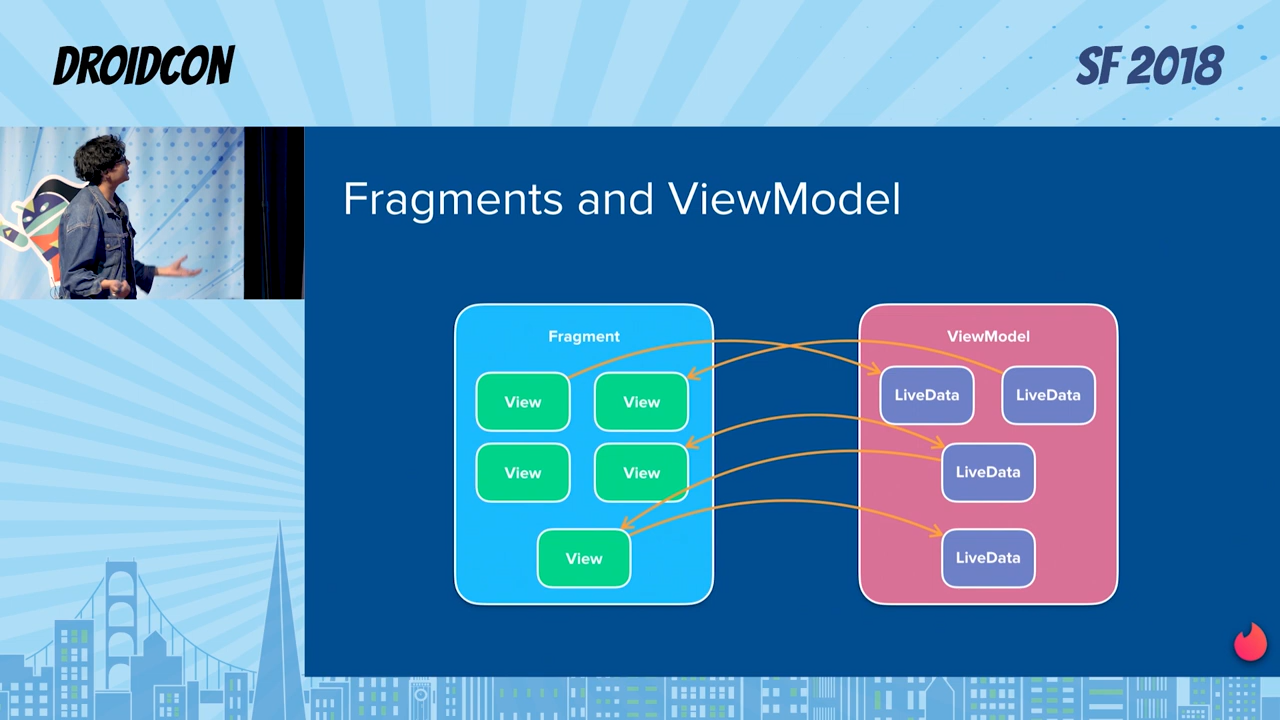 DROIDCON
SF 2018
Fragments and ViewModel
Fragment
View
View
View
View
View
ViewModel
LiveData
LiveData
LiveData
LiveData